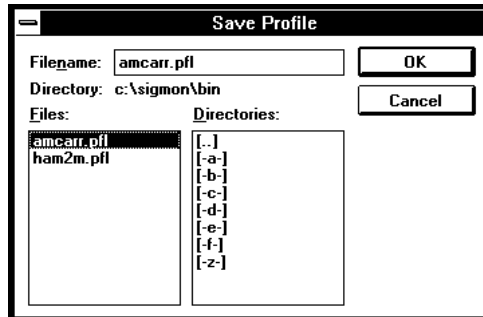 Save Profile
Filename: amcarr.pfl
OK
Directory: c:\sigmon\bin
Cancel
Files:
Directories:
amcarr.pfl
ham2m.pfl
[..]
[-a-]
[-b-]
[-c-]
[-d-]
[-e-]
[-f-]
[-z-]